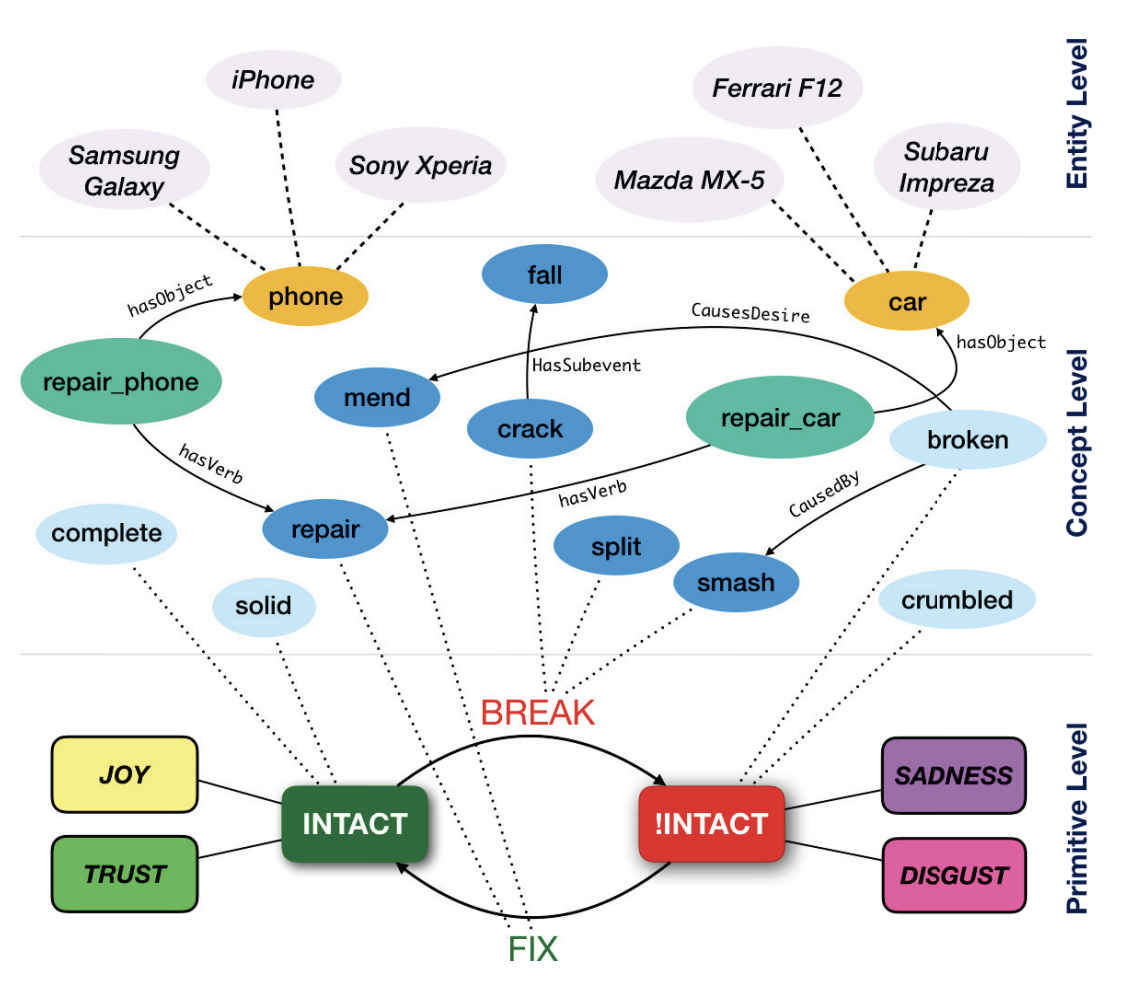 iPhone
Ferrari F12
Entity Level
Samsung
Galaxy
Sony Xperia
Mazda MX-5
Subaru
Impreza
fall
phone
car
hasObject
CausesDesire
hasObject
HasSubevent
repair_phone
mend
crack
repair_car
broken
Concept Level
hasVerb
hasVerb
CausedBy
complete
repair
split
smash
solid
crumbled
BREAK
JOY
SADNESS
INTACT
!INTACT
TRUST
DISGUST
Primitive Level
FIX